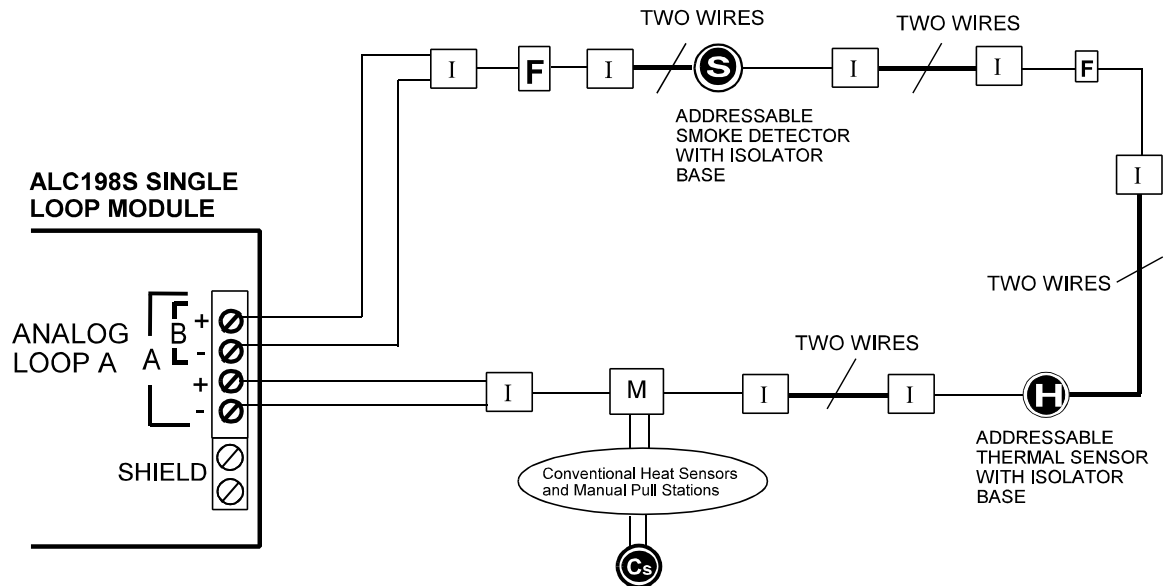 TWO WIRES
TWO WIRES
I
F
I
S
I
I
F
ADDRESSABLE
SMOKE DETECTOR
WITH ISOLATOR
BASE
I
ALC198S SINGLE
LOOP MODULE
TWO WIRES
ANALOG
LOOP A
A
B
+
-
+
-
SHIELD
TWO WIRES
I
M
I
I
H
ADDRESSABLE
THERMAL SENSOR
WITH ISOLATOR
BASE
Conventional Heat Sensors
and Manual Pull Stations
Cs